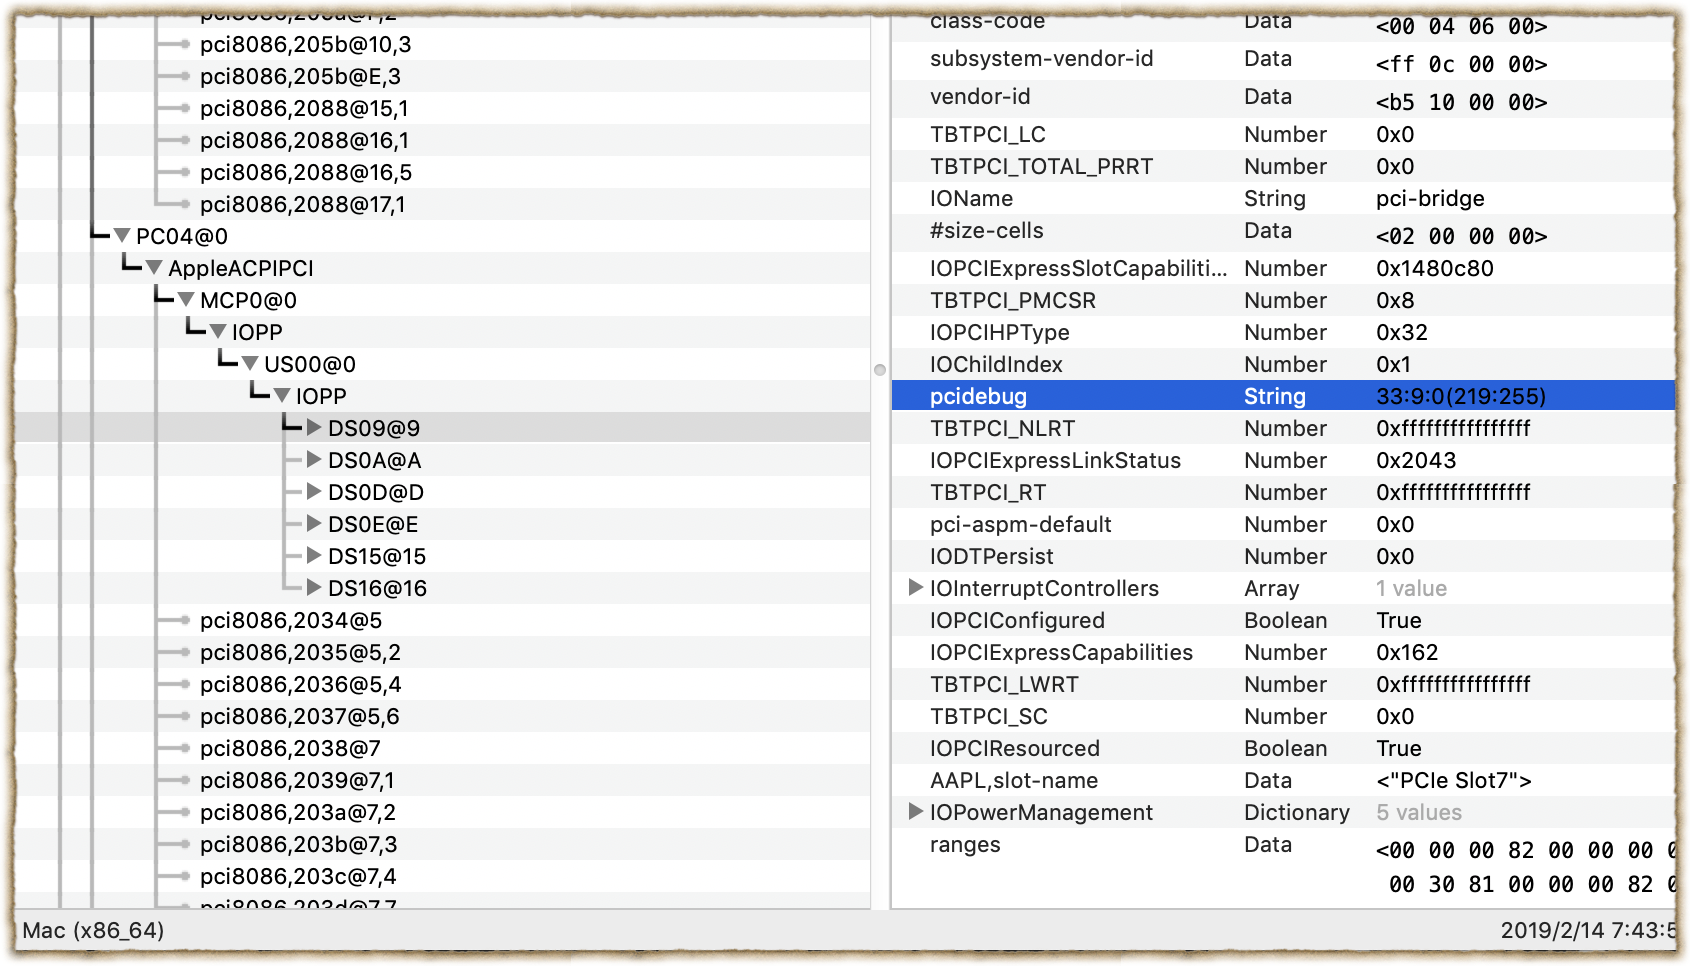 pci8086,205b@10,3
pci8086,205b@E,3
pci8086,2088@15,1
pci8086,2088@16,1
pci8086,2088@16,5
pci8086,2088@17,1
PC04@0
AppleACPIPCI
MCP0@0
IOPP
US00@0
IOPP
DS09@9
DS0A@A
DS0D@D
DS0E@E
DS15@15
DS16@16
pci8086,2034@5
pci8086,2035@5,2
pci8086,2036@5,4
pci8086,2037@5,6
pci8086,2038@7
pci8086,2039@7,1
pci8086,203a@7,2
pci8086,203b@7,3
pci8086,203c@7,4
pci8086,203d@7,7
class-code Data <00 04 06 00>
subsystem-vendor-id Data <ff 0c 00 00>
vendor-id Data <b5 10 00 00>
TBTPCI_LC Number 0x0
TBTPCI_TOTAL_PRRT Number 0x0
IOName String pci-bridge
#size-cells Data <02 00 00 00>
IOPCIExpressSlotCapabiliti... Number 0x1480c80
TBTPCI_PMCSR Number 0x8
IOPCIHPType Number 0x32
IOChildIndex Number 0x1
pcidebug String 33:9:0(219:255)
TBTPCI_NLRT Number 0xffffffffffffffff
IOPCIExpressLinkStatus Number 0x2043
TBTPCI_RT Number 0xffffffffffffffff
pci-aspm-default Number 0x0
IODTPersist Number 0x0
IOInterruptControllers Array 1 value
IOPCIConfigured Boolean True
IOPCIExpressCapabilities Number 0x162
TBTPCI_LWRT Number 0xffffffffffffffff
TBTPCI_SC Number 0x0
IOPCIResourced Boolean True
AAPL,slot-name Data <"PCIe Slot7">
IOPowerManagement Dictionary 5 values
ranges Data <00 00 00 82 00 00 00
00 30 81 00 00 00 82
Mac (x86_64) 2019/2/14 7:43:5